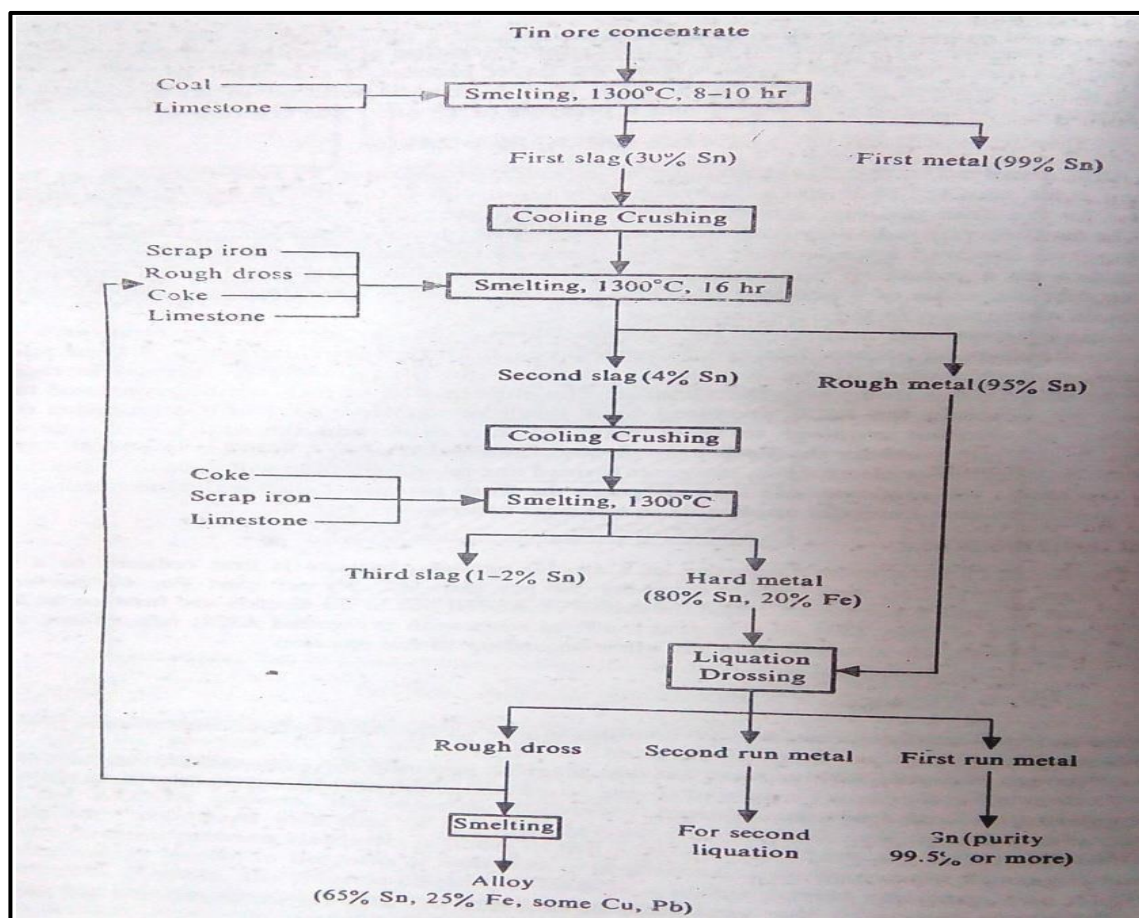 Tin ore concentrate
Coal
Limestone
Smelting, 1300°C, 8–10 hr
First slag (30% Sn)
First metal (99% Sn)
Cooling Crushing
Scrap iron
Rough dross
Coke
Limestone
Smelting, 1300°C, 16 hr
Second slag (4% Sn)
Rough metal (95% Sn)
Cooling Crushing
Coke
Scrap iron
Limestone
Smelting, 1300°C
Third slag (1–2% Sn)
Hard metal
(80% Sn, 20% Fe)
Liquation
Drossing
Rough dross
Second run metal
First run metal
Smelting
For second
liquation
Sn (purity
99.5% or more)
Alloy
(65% Sn, 25% Fe, some Cu, Pb)